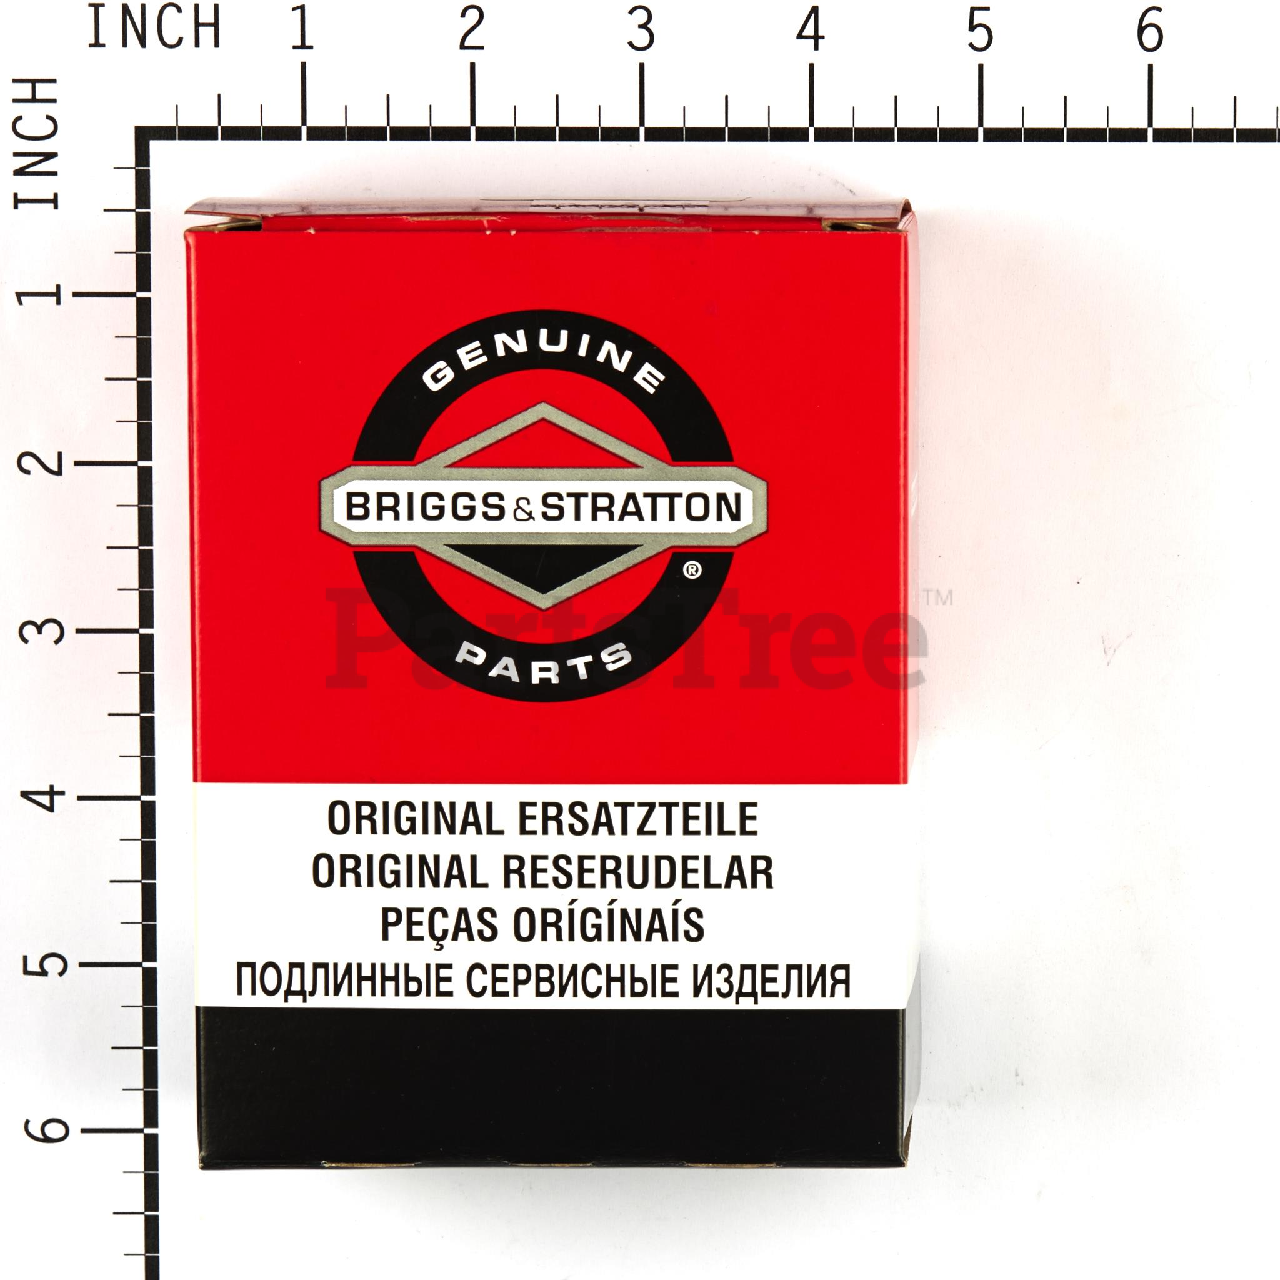 INCH 1 2 3 4 5 6
INCH
1
2
3
4
5
6
GENUINE
BRIGGS & STRATTON
®
PARTS
PartsTree™
ORIGINAL ERSATZTEILE
ORIGINAL RESERUDELAR
PEÇAS ORÍGÍNAÍS
ПОДЛИННЫЕ СЕРВИСНЫЕ ИЗДЕЛИЯ